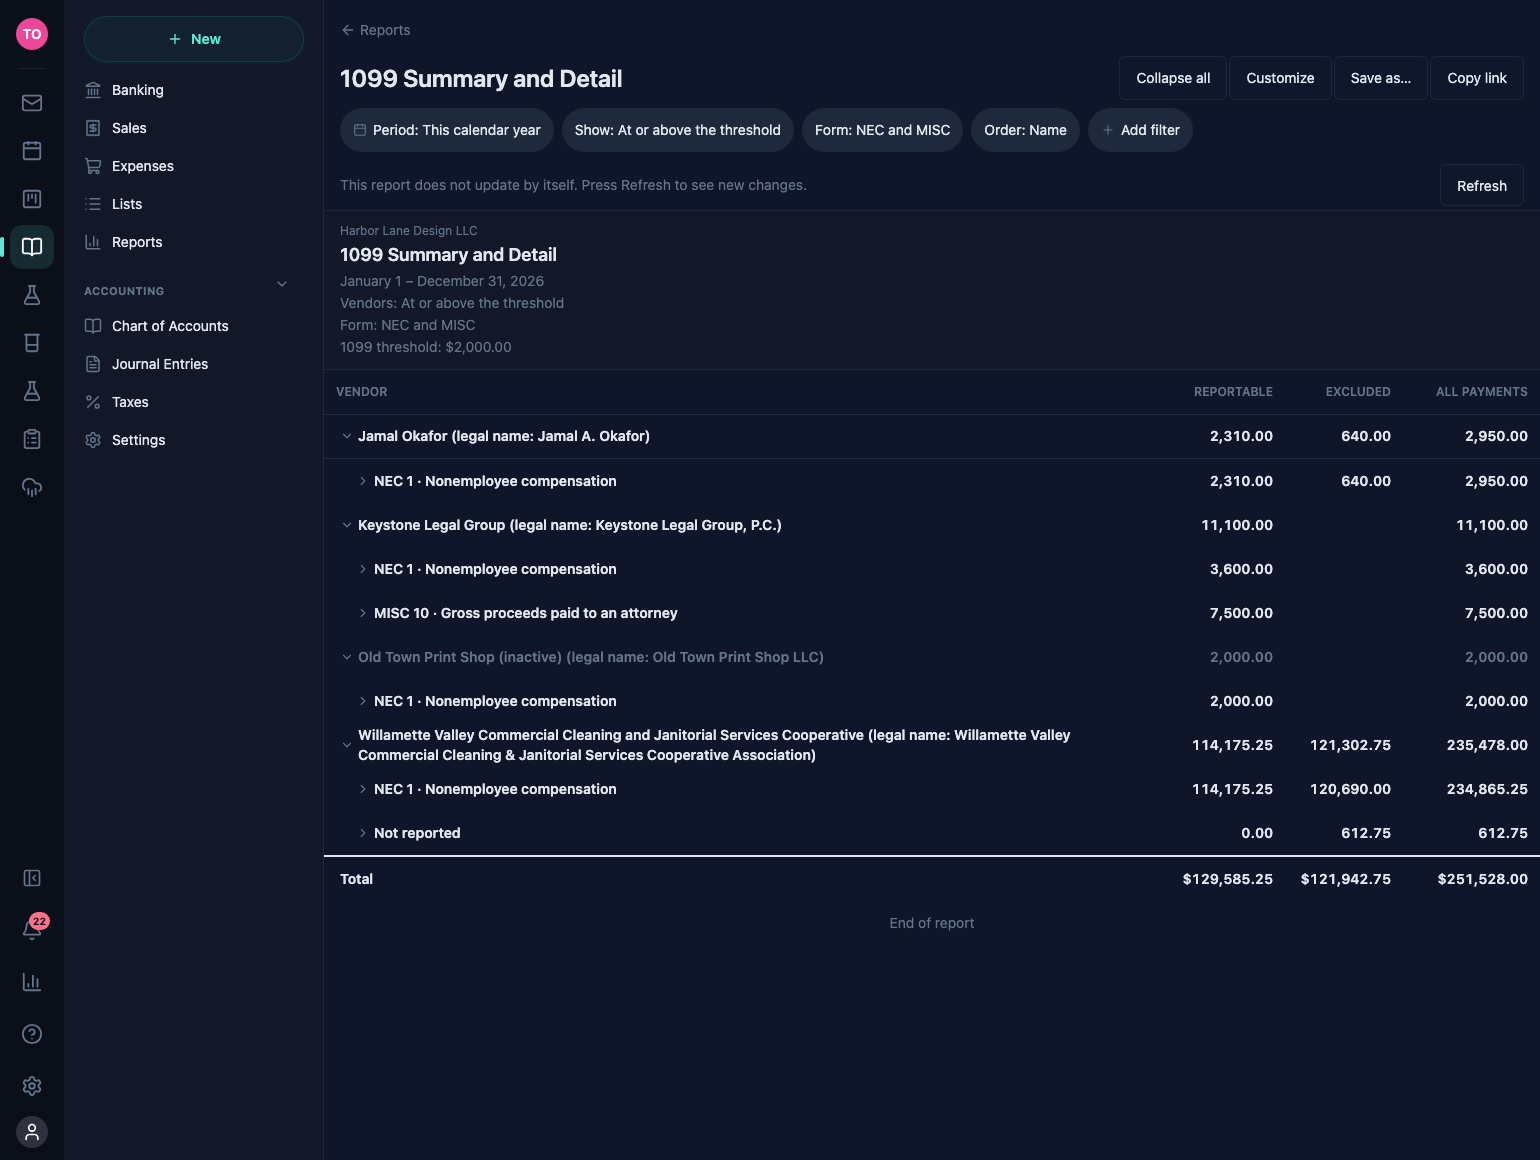 TO
New
Banking
Sales
Expenses
Lists
Reports
ACCOUNTING
Chart of Accounts
Journal Entries
Taxes
Settings
22
Reports
1099 Summary and Detail
Collapse all
Customize
Save as...
Copy link
Period: This calendar year
Show: At or above the threshold
Form: NEC and MISC
Order: Name
Add filter
This report does not update by itself. Press Refresh to see new changes.
Refresh
Harbor Lane Design LLC
1099 Summary and Detail
January 1 – December 31, 2026
Vendors: At or above the threshold
Form: NEC and MISC
1099 threshold: $2,000.00
VENDOR REPORTABLE EXCLUDED ALL PAYMENTS
Jamal Okafor (legal name: Jamal A. Okafor) 2,310.00 640.00 2,950.00
NEC 1 · Nonemployee compensation 2,310.00 640.00 2,950.00
Keystone Legal Group (legal name: Keystone Legal Group, P.C.) 11,100.00 11,100.00
NEC 1 · Nonemployee compensation 3,600.00 3,600.00
MISC 10 · Gross proceeds paid to an attorney 7,500.00 7,500.00
Old Town Print Shop (inactive) (legal name: Old Town Print Shop LLC) 2,000.00 2,000.00
NEC 1 · Nonemployee compensation 2,000.00 2,000.00
Willamette Valley Commercial Cleaning and Janitorial Services Cooperative (legal name: Willamette Valley
Commercial Cleaning & Janitorial Services Cooperative Association) 114,175.25 121,302.75 235,478.00
NEC 1 · Nonemployee compensation 114,175.25 120,690.00 234,865.25
Not reported 0.00 612.75 612.75
Total $129,585.25 $121,942.75 $251,528.00
End of report